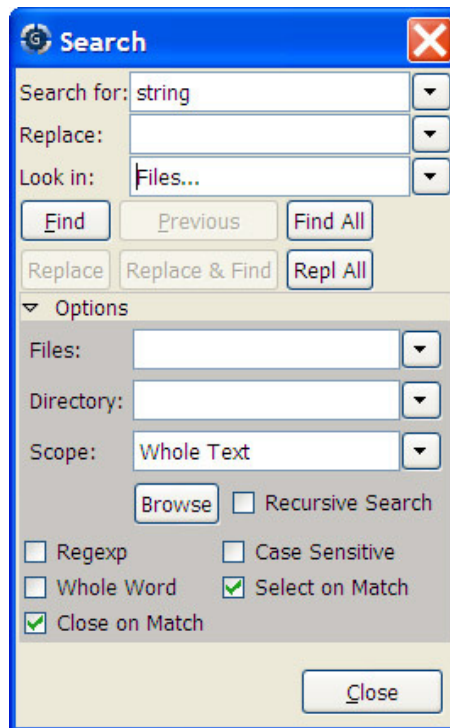 Search
Search for: string
Replace:
Look in: Files...
Find Previous Find All
Replace Replace & Find Repl All
Options
Files:
Directory:
Scope: Whole Text
Browse Recursive Search
Regexp Case Sensitive
Whole Word Select on Match
Close on Match
Close